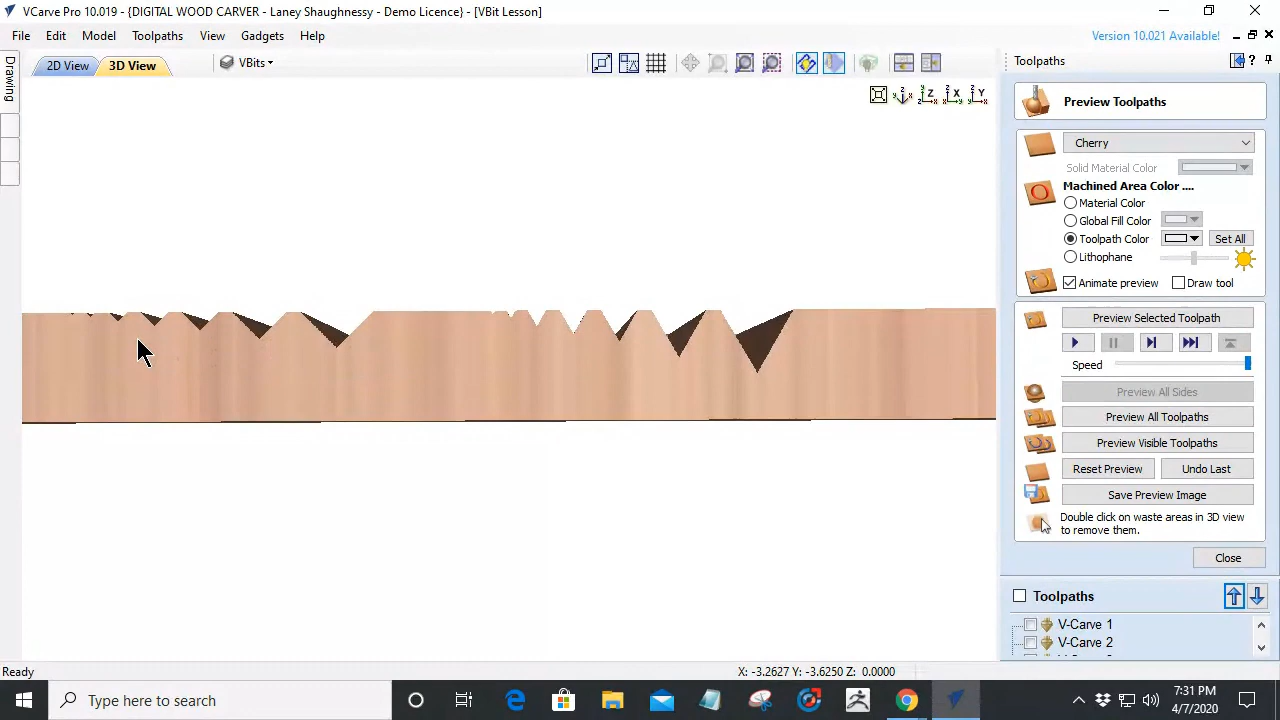 VCarve Pro 10.019 - {DIGITAL WOOD CARVER - Laney Shaughnessy - Demo Licence} - [VBit Lesson]
File Edit Model Toolpaths View Gadgets Help
Version 10.021 Available!
2D View 3D View VBits
Drawing
Z X Y
Toolpaths
?
Preview Toolpaths
Cherry
Solid Material Color
Machined Area Color ....
Material Color
Global Fill Color
Toolpath Color Set All
Lithophane
Animate preview Draw tool
Preview Selected Toolpath
Speed
Preview All Sides
Preview All Toolpaths
Preview Visible Toolpaths
Reset Preview Undo Last
Save Preview Image
Double click on waste areas in 3D view
to remove them.
Close
Toolpaths
V-Carve 1
V-Carve 2
Ready
X: -3.2627 Y: -3.6250 Z: 0.0000
Type here to search
7:31 PM
4/7/2020